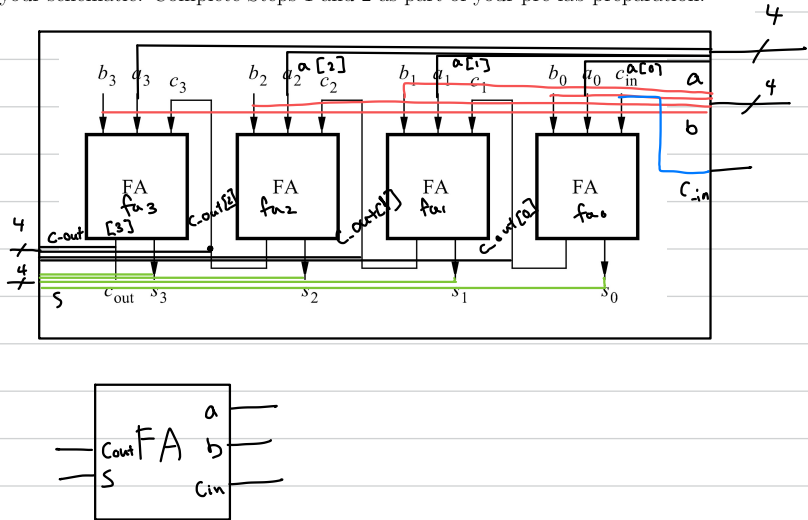 your schematic. Complete Steps 1 and 2 as part of your pre-lab preparation.
4
b3 a3 c3 b2 a2 a[2] c2 b1 a1 a[1] c1 b0 a0 cin a[0] a
4
b
FA FA FA FA
fa3 fa2 fa1 fa0
C_in
c_out[2] c_out[1] c_out[0]
4 c-out [3]
4
S cout s3 s2 s1 s0
a
Cout FA b
S
Cin